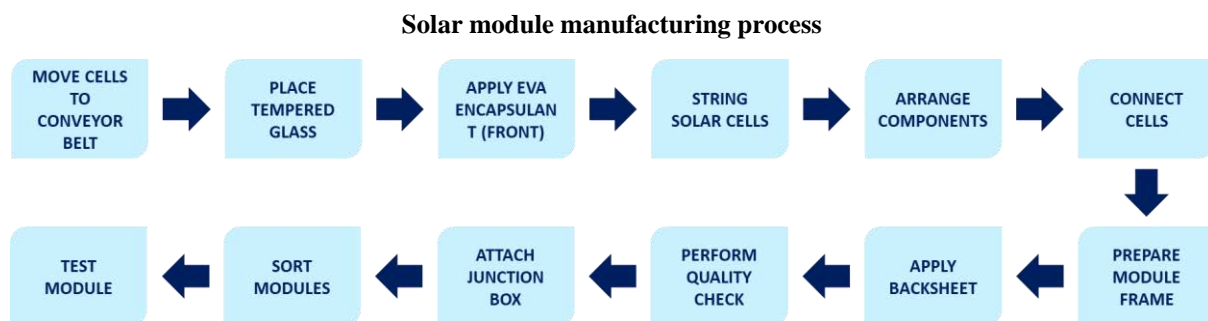 Solar module manufacturing process
MOVE CELLS
TO
CONVEYOR
BELT
PLACE
TEMPERED
GLASS
APPLY EVA
ENCAPSULAN
T (FRONT)
STRING
SOLAR CELLS
ARRANGE
COMPONENTS
CONNECT
CELLS
PREPARE
MODULE
FRAME
APPLY
BACKSHEET
PERFORM
QUALITY
CHECK
ATTACH
JUNCTION
BOX
SORT
MODULES
TEST
MODULE